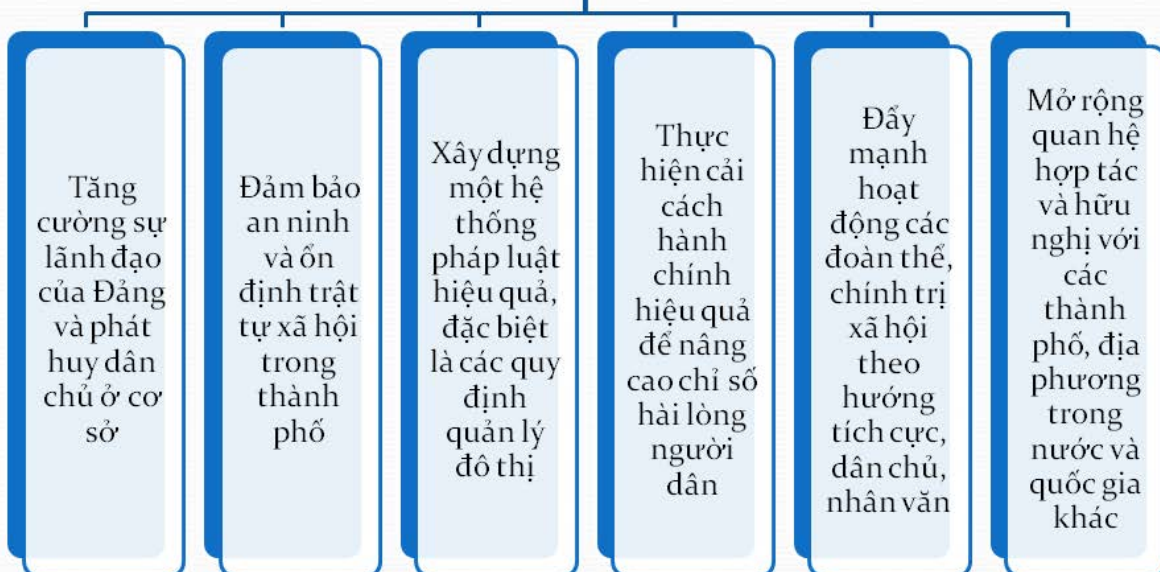 Tăng
cường sự
lãnh đạo
của Đảng
và phát
huy dân
chủ ở cơ
sở
Đảm bảo
an ninh
và ổn
định trật
tự xã hội
trong
thành
phố
Xây dựng
một hệ
thống
pháp luật
hiệu quả,
đặc biệt
là các quy
định
quản lý
đô thị
Thực
hiện cải
cách
hành
chính
hiệu quả
để nâng
cao chỉ số
hài lòng
người
dân
Đẩy
mạnh
hoạt
động các
đoàn thể,
chính trị
xã hội
theo
hướng
tích cực,
dân chủ,
nhân văn
Mở rộng
quan hệ
hợp tác
và hữu
nghị với
các
thành
phố, địa
phương
trong
nước và
quốc gia
khác